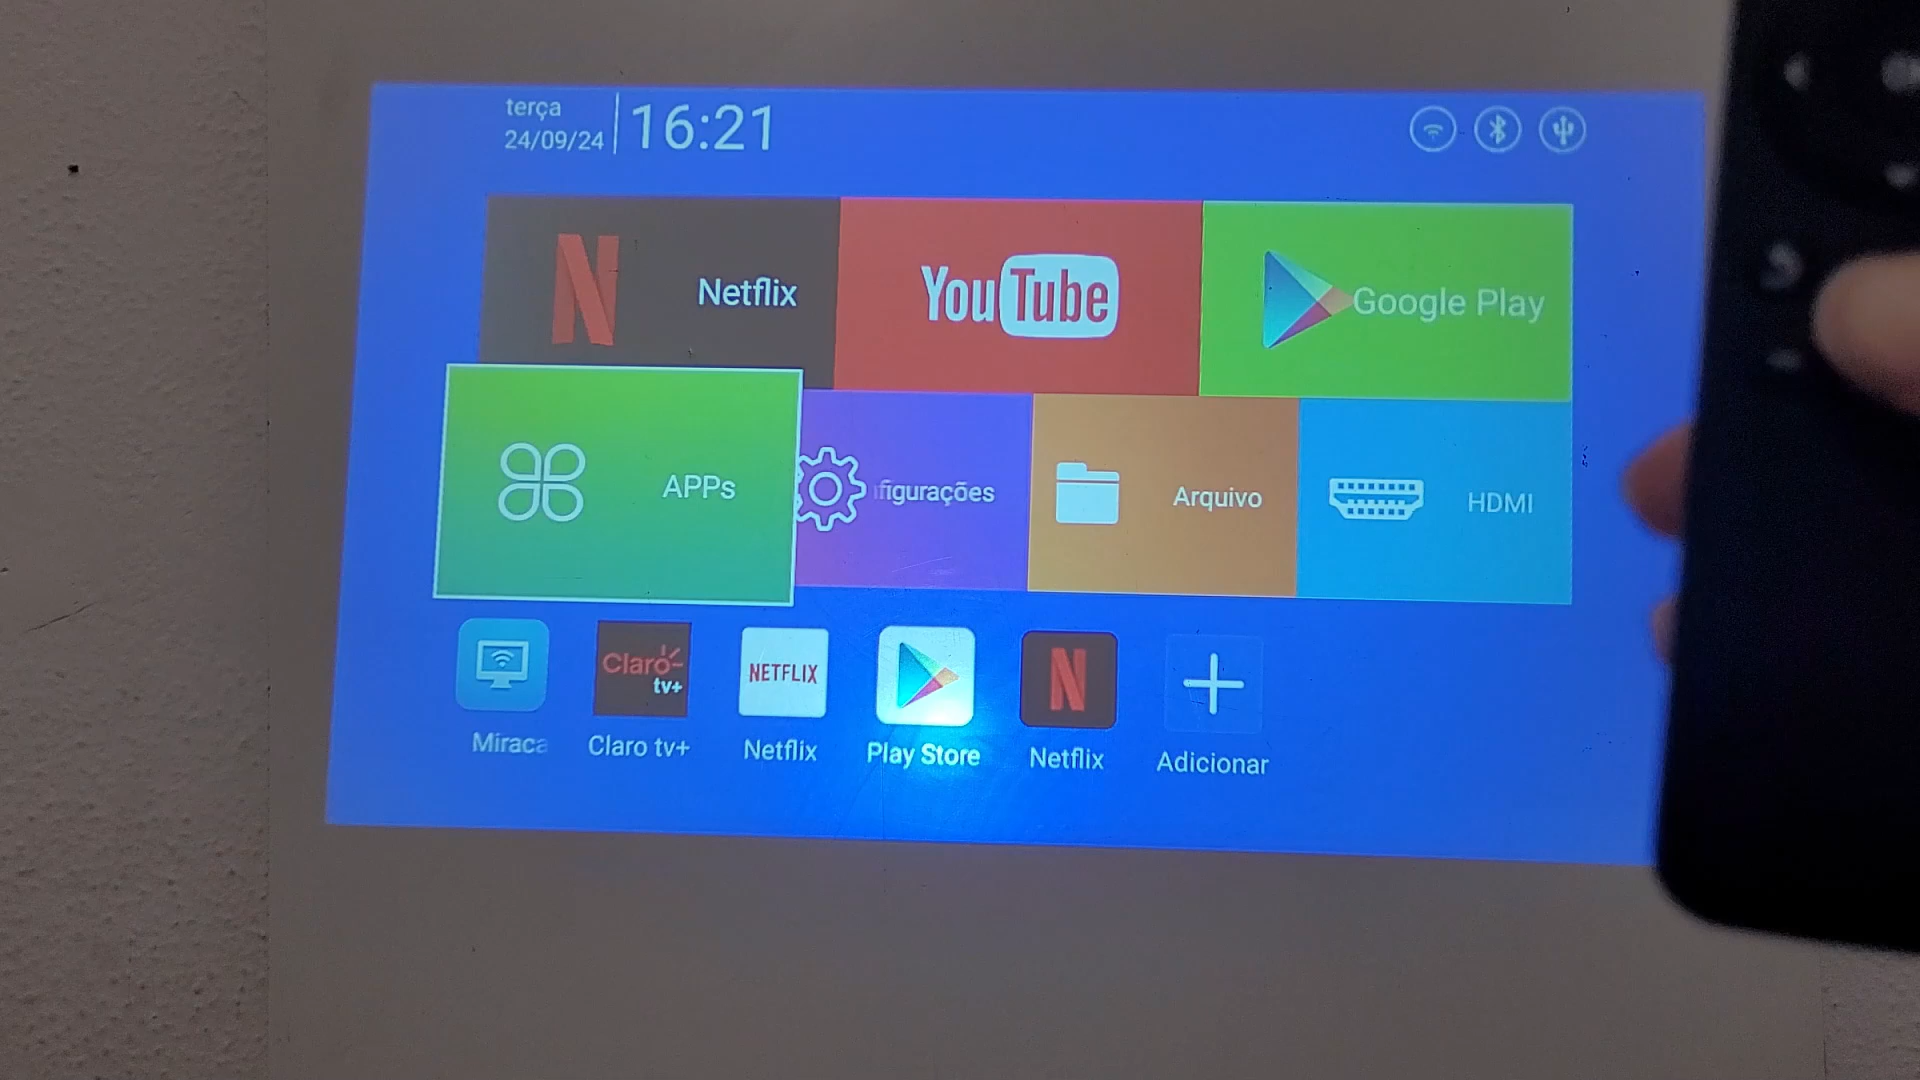 terça
24/09/24
16:21
Netflix
YouTube
Google Play
APPs
figurações
Arquivo
HDMI
Claro
tv+
NETFLIX
Miraca
Claro tv+
Netflix
Play Store
Netflix
Adicionar